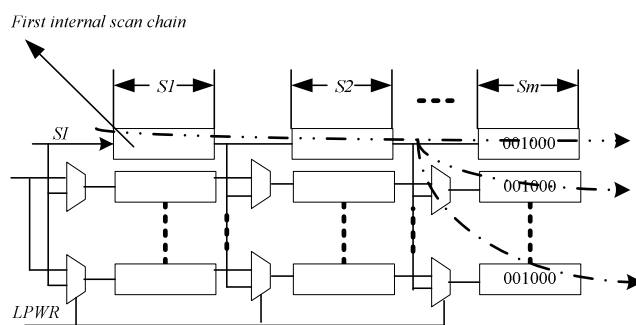 First internal scan chain
S1
S2
Sm
SI
001000
001000
001000
LPWR